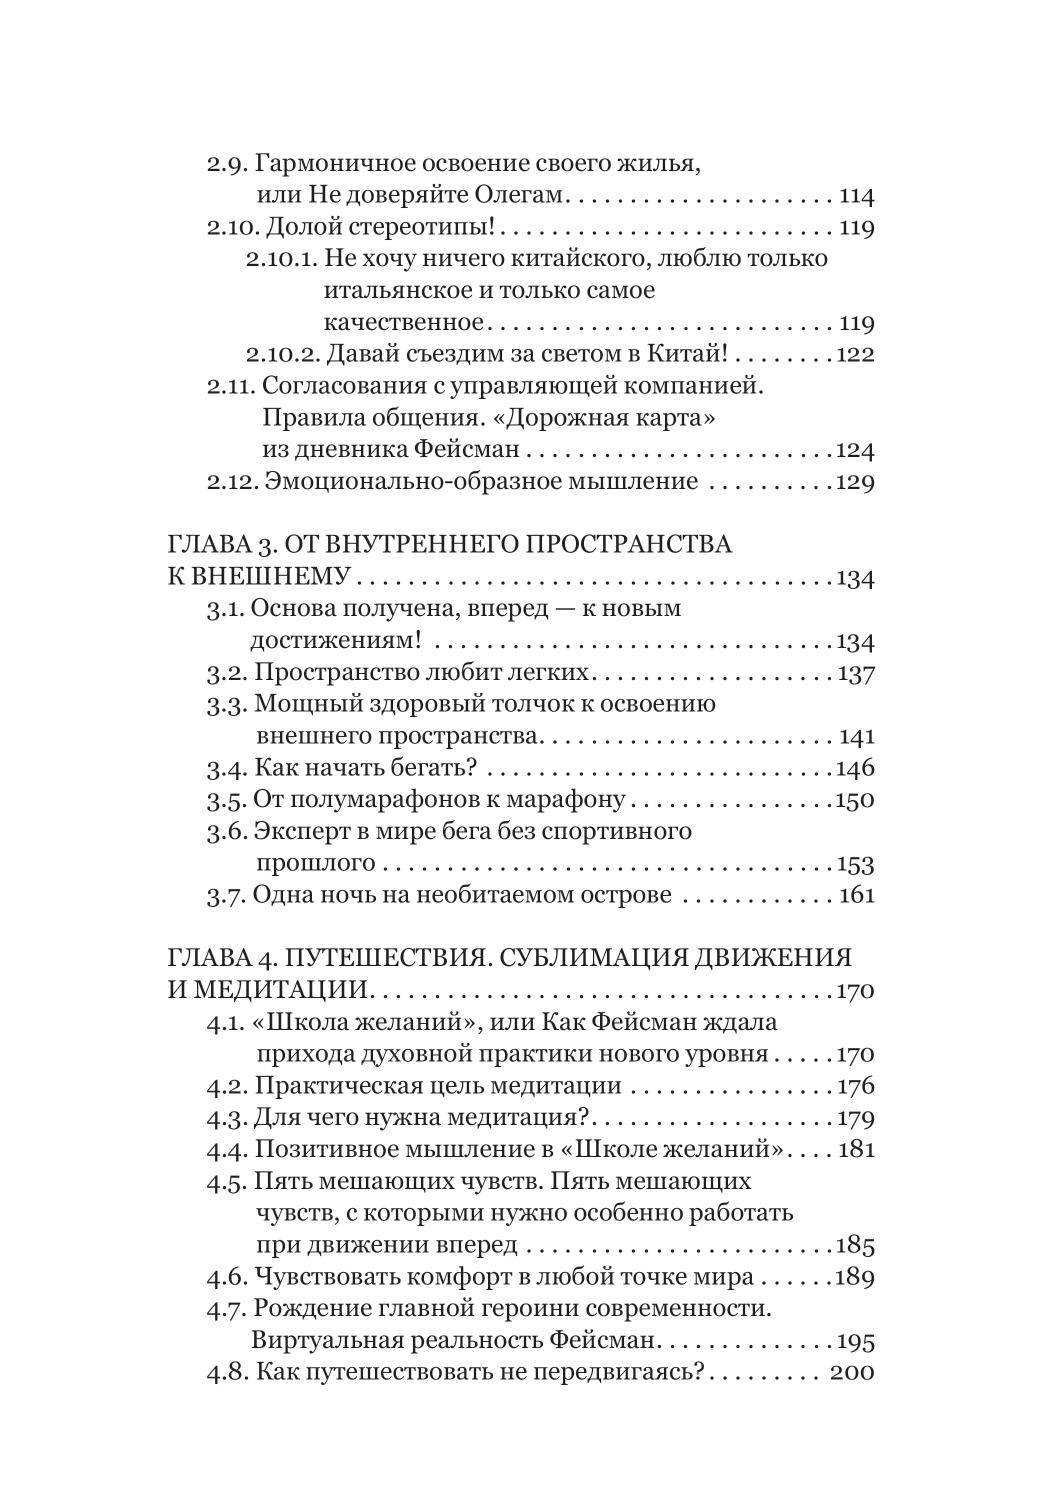 2.9. Гармоничное освоение своего жилья,
или Не доверяйте Олегам. . . . . . . . . . . . . . . . . . . . . 114
2.10. Долой стереотипы! . . . . . . . . . . . . . . . . . . . . . . . . . . 119
2.10.1. Не хочу ничего китайского, люблю только
итальянское и только самое
качественное. . . . . . . . . . . . . . . . . . . . . . . . . . . 119
2.10.2. Давай съездим за светом в Китай! . . . . . . . . 122
2.11. Согласования с управляющей компанией.
Правила общения. «Дорожная карта»
из дневника Фейсман . . . . . . . . . . . . . . . . . . . . . . . . 124
2.12. Эмоционально-образное мышление . . . . . . . . . . 129
ГЛАВА 3. ОТ ВНУТРЕННЕГО ПРОСТРАНСТВА
К ВНЕШНЕМУ . . . . . . . . . . . . . . . . . . . . . . . . . . . . . . . . . . . . . 134
3.1. Основа получена, вперед — к новым
достижениям! . . . . . . . . . . . . . . . . . . . . . . . . . . . . . . . 134
3.2. Пространство любит легких. . . . . . . . . . . . . . . . . . . 137
3.3. Мощный здоровый толчок к освоению
внешнего пространства. . . . . . . . . . . . . . . . . . . . . . . 141
3.4. Как начать бегать? . . . . . . . . . . . . . . . . . . . . . . . . . . . 146
3.5. От полумарафонов к марафону . . . . . . . . . . . . . . . . 150
3.6. Эксперт в мире бега без спортивного
прошлого . . . . . . . . . . . . . . . . . . . . . . . . . . . . . . . . . . . 153
3.7. Одна ночь на необитаемом острове . . . . . . . . . . . . 161
ГЛАВА 4. ПУТЕШЕСТВИЯ. СУБЛИМАЦИЯ ДВИЖЕНИЯ
И МЕДИТАЦИИ. . . . . . . . . . . . . . . . . . . . . . . . . . . . . . . . . . . . 170
4.1. «Школа желаний», или Как Фейсман ждала
прихода духовной практики нового уровня . . . . . 170
4.2. Практическая цель медитации . . . . . . . . . . . . . . . . 176
4.3. Для чего нужна медитация?. . . . . . . . . . . . . . . . . . . 179
4.4. Позитивное мышление в «Школе желаний». . . . 181
4.5. Пять мешающих чувств. Пять мешающих
чувств, с которыми нужно особенно работать
при движении вперед . . . . . . . . . . . . . . . . . . . . . . . . 185
4.6. Чувствовать комфорт в любой точке мира . . . . . . 189
4.7. Рождение главной героини современности.
Виртуальная реальность Фейсман. . . . . . . . . . . . . . 195
4.8. Как путешествовать не передвигаясь? . . . . . . . . . 200